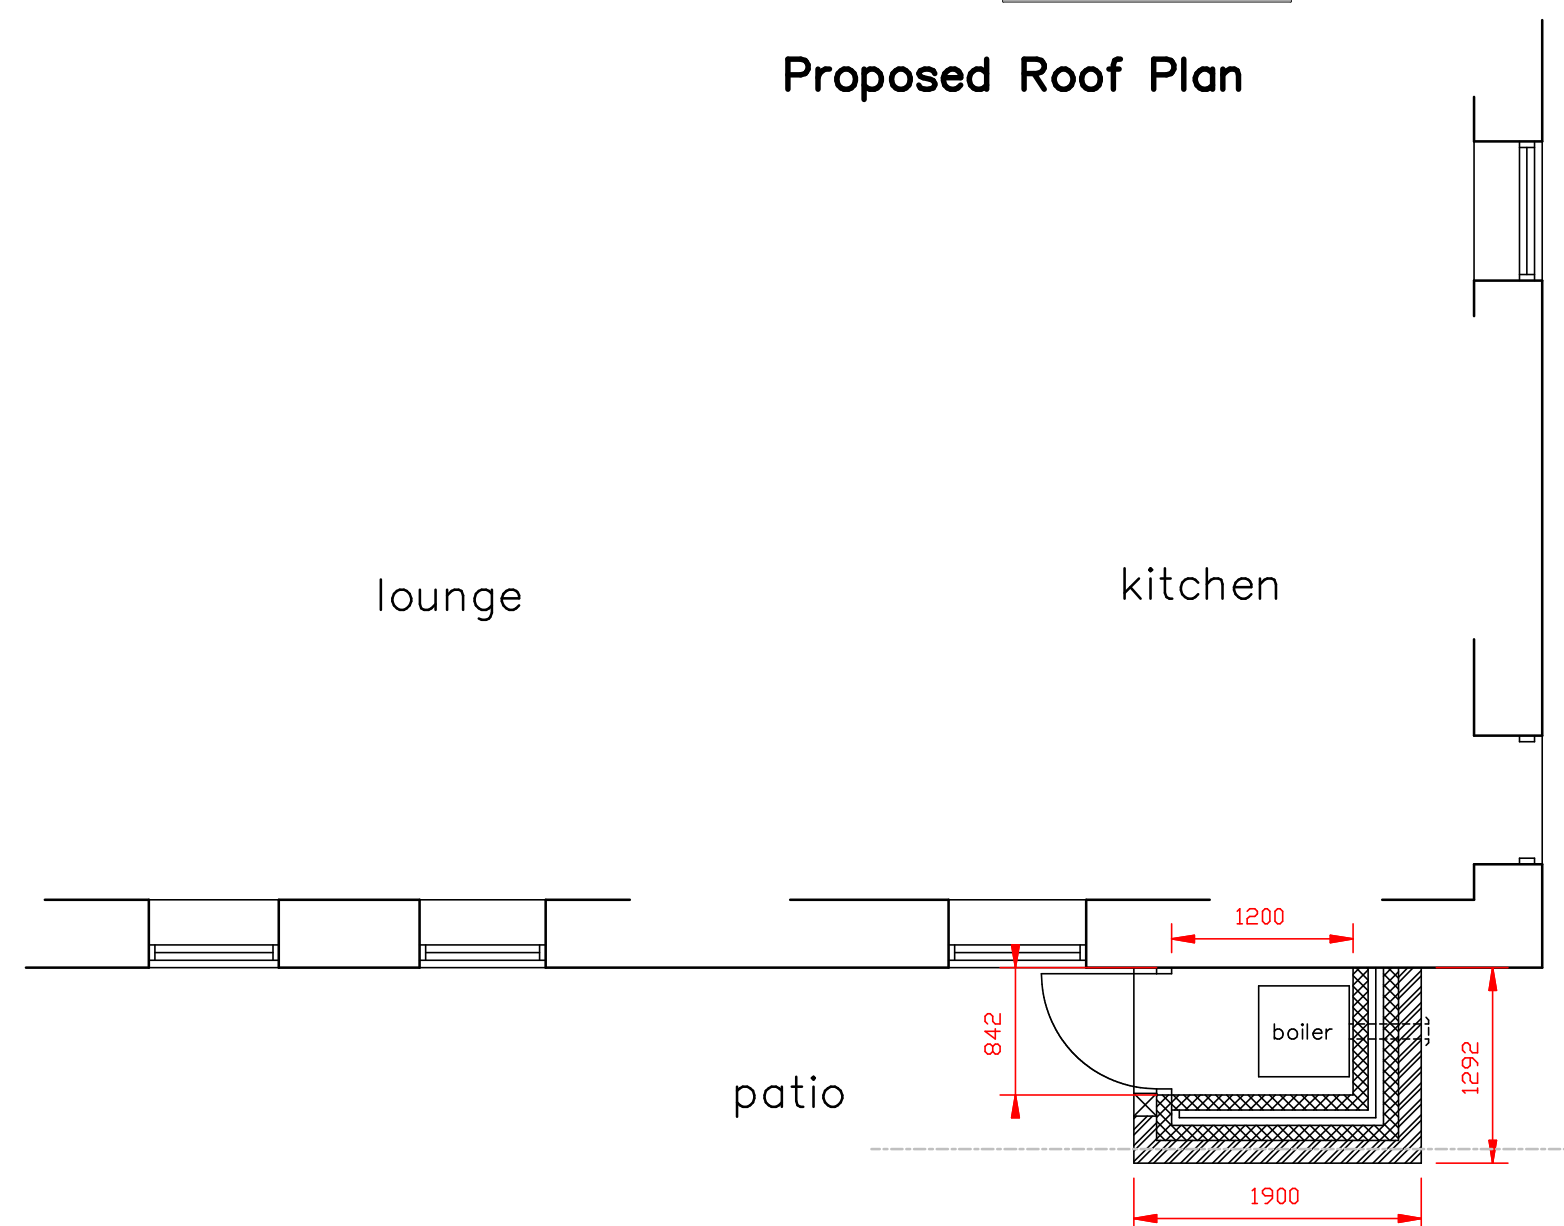 Proposed Roof Plan
lounge
kitchen
1200
842
boiler
1292
patio
1900